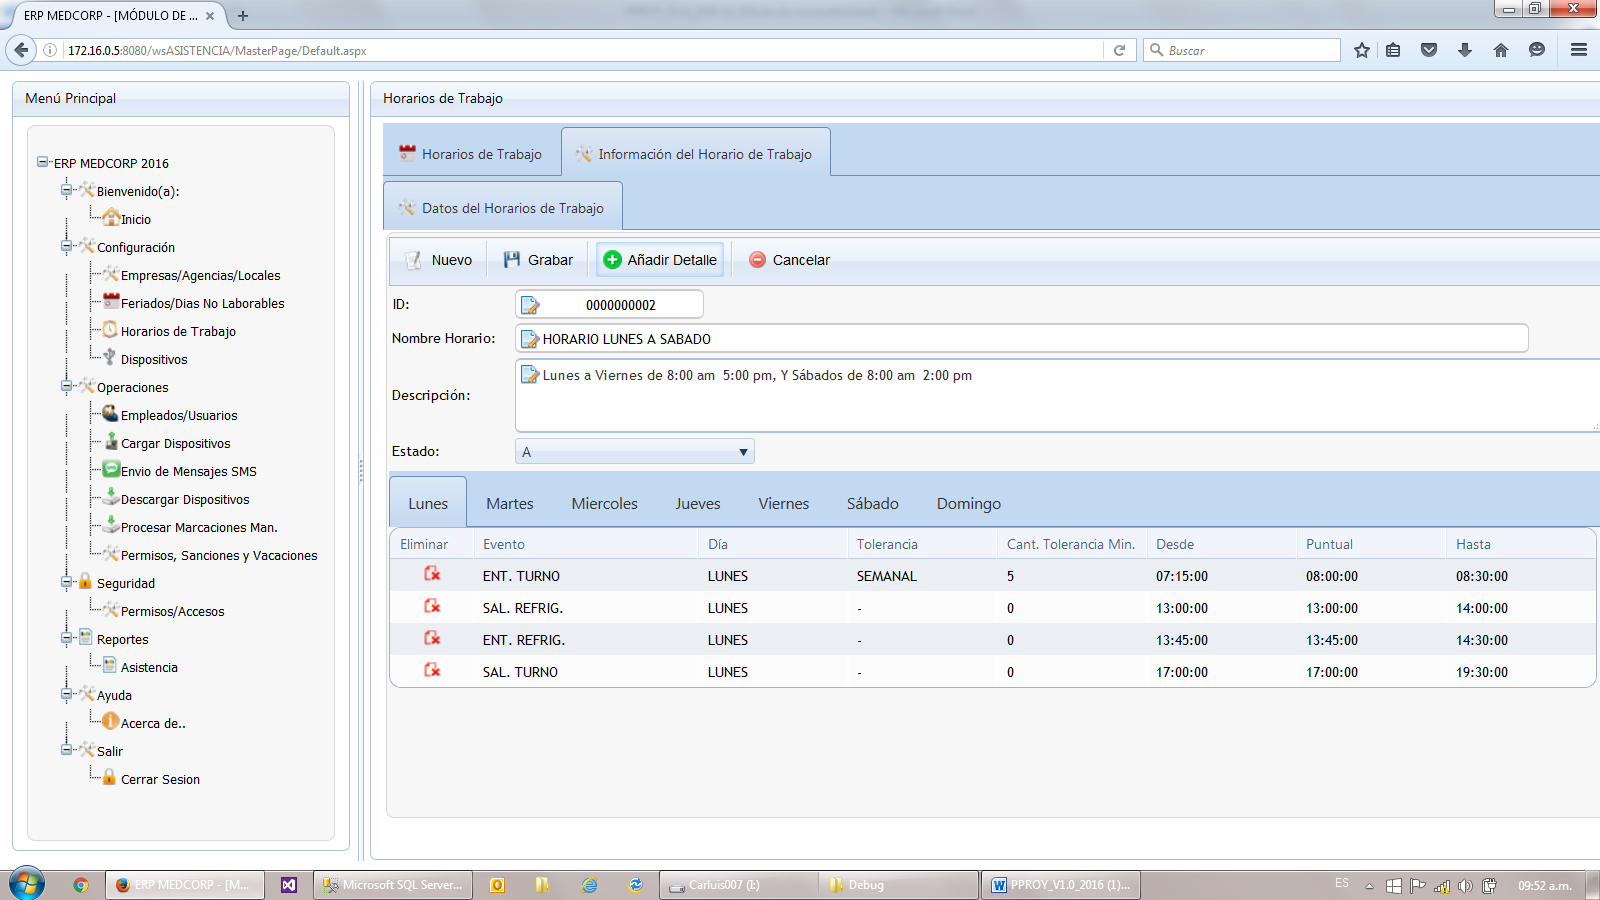 ERP MEDCORP - [MÓDULO DE ...
172.16.0.5:8080/wsASISTENCIA/MasterPage/Default.aspx
Buscar
Menú Principal
ERP MEDCORP 2016
Bienvenido(a):
Inicio
Configuración
Empresas/Agencias/Locales
Feriados/Dias No Laborables
Horarios de Trabajo
Dispositivos
Operaciones
Empleados/Usuarios
Cargar Dispositivos
Envio de Mensajes SMS
Descargar Dispositivos
Procesar Marcaciones Man.
Permisos, Sanciones y Vacaciones
Seguridad
Permisos/Accesos
Reportes
Asistencia
Ayuda
Acerca de..
Salir
Cerrar Sesion
Horarios de Trabajo
Horarios de Trabajo Información del Horario de Trabajo
Datos del Horarios de Trabajo
Nuevo Grabar Añadir Detalle Cancelar
ID: 0000000002
Nombre Horario: HORARIO LUNES A SABADO
Descripción: Lunes a Viernes de 8:00 am 5:00 pm, Y Sábados de 8:00 am 2:00 pm
Estado: A
Lunes Martes Miercoles Jueves Viernes Sábado Domingo
Eliminar Evento Día Tolerancia Cant. Tolerancia Min. Desde Puntual Hasta
ENT. TURNO LUNES SEMANAL 5 07:15:00 08:00:00 08:30:00
SAL. REFRIG. LUNES - 0 13:00:00 13:00:00 14:00:00
ENT. REFRIG. LUNES - 0 13:45:00 13:45:00 14:30:00
SAL. TURNO LUNES - 0 17:00:00 17:00:00 19:30:00
ERP MEDCORP - [M... Microsoft SQL Server... Carluis007 (I:) Debug PPROY_V1.0_2016 (1)... ES 09:52 a.m.